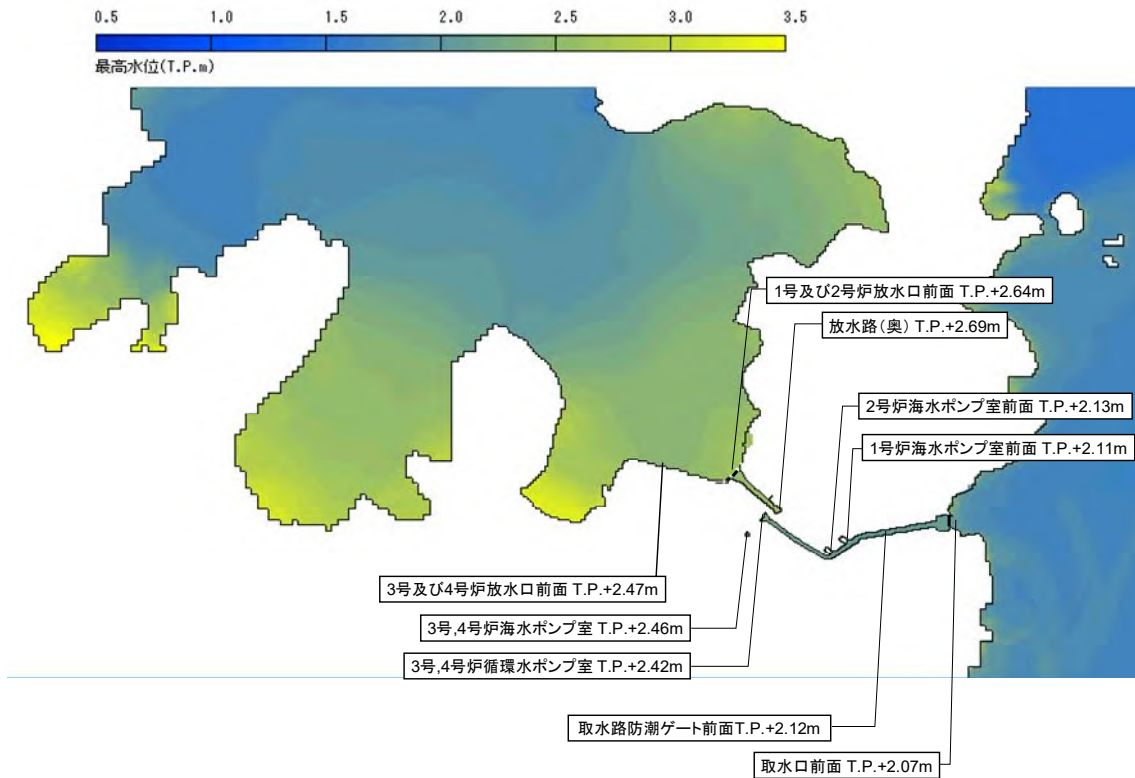 0.5 1.0 1.5 2.0 2.5 3.0 3.5
最高水位(T.P.m)
1号及び2号炉放水口前面 T.P.+2.64m
放水路(奥) T.P.+2.69m
2号炉海水ポンプ室前面 T.P.+2.13m
1号炉海水ポンプ室前面 T.P.+2.11m
3号及び4号炉放水口前面 T.P.+2.47m
3号,4号炉海水ポンプ室 T.P.+2.46m
3号,4号炉循環水ポンプ室 T.P.+2.42m
取水路防潮ゲート前面T.P.+2.12m
取水口前面 T.P.+2.07m